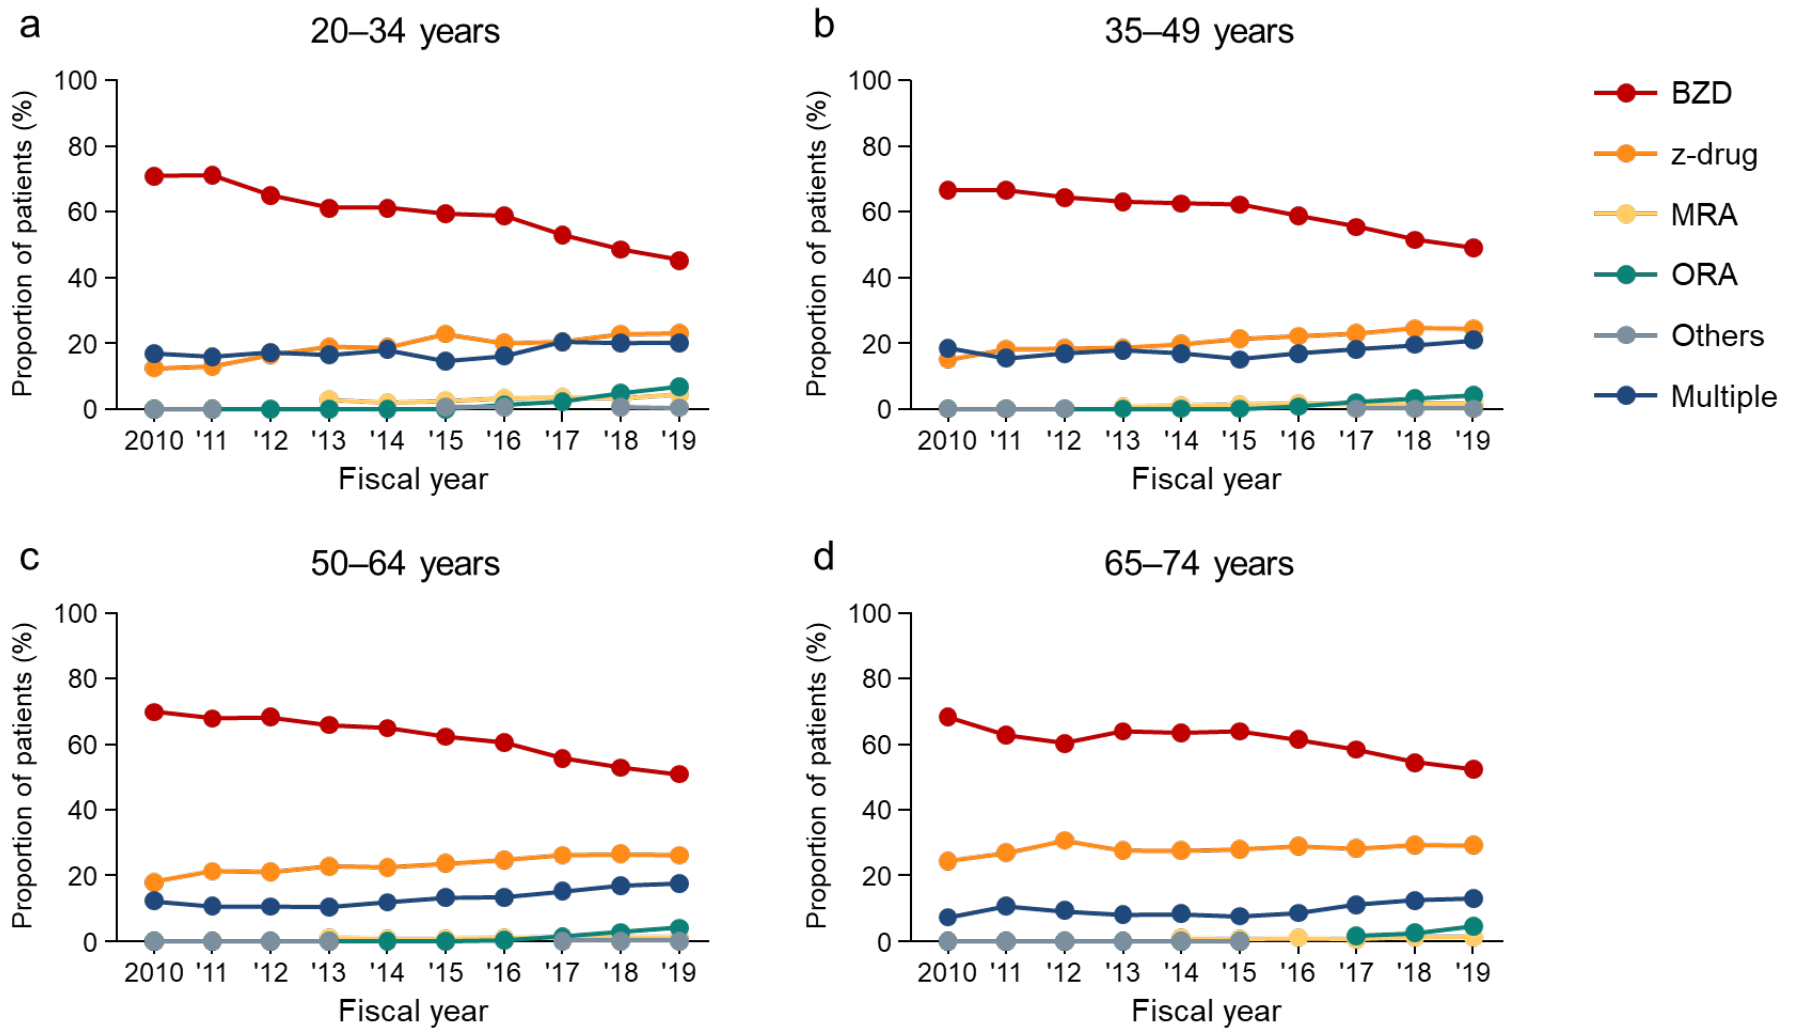 a
20–34 years
Proportion of patients (%)
100
80
60
40
20
0
2010 '11 '12 '13 '14 '15 '16 '17 '18 '19
Fiscal year
b
35–49 years
Proportion of patients (%)
100
80
60
40
20
0
2010 '11 '12 '13 '14 '15 '16 '17 '18 '19
Fiscal year
BZD
z-drug
MRA
ORA
Others
Multiple
c
50–64 years
Proportion of patients (%)
100
80
60
40
20
0
2010 '11 '12 '13 '14 '15 '16 '17 '18 '19
Fiscal year
d
65–74 years
Proportion of patients (%)
100
80
60
40
20
0
2010 '11 '12 '13 '14 '15 '16 '17 '18 '19
Fiscal year